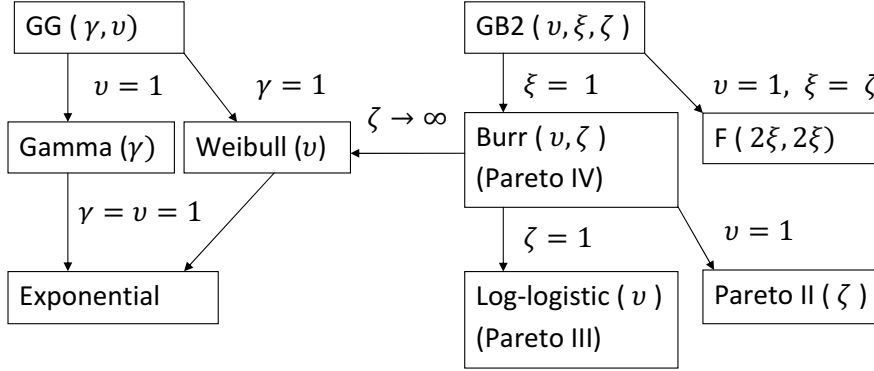 GG ( γ, υ)
GB2 ( υ, ξ, ζ )
υ = 1
γ = 1
ξ = 1
υ = 1, ξ = ζ
ζ → ∞
Gamma (γ)
Weibull (υ)
Burr ( υ, ζ )
(Pareto IV)
F ( 2ξ, 2ξ)
γ = υ = 1
ζ = 1
υ = 1
Exponential
Log-logistic ( υ )
(Pareto III)
Pareto II ( ζ )